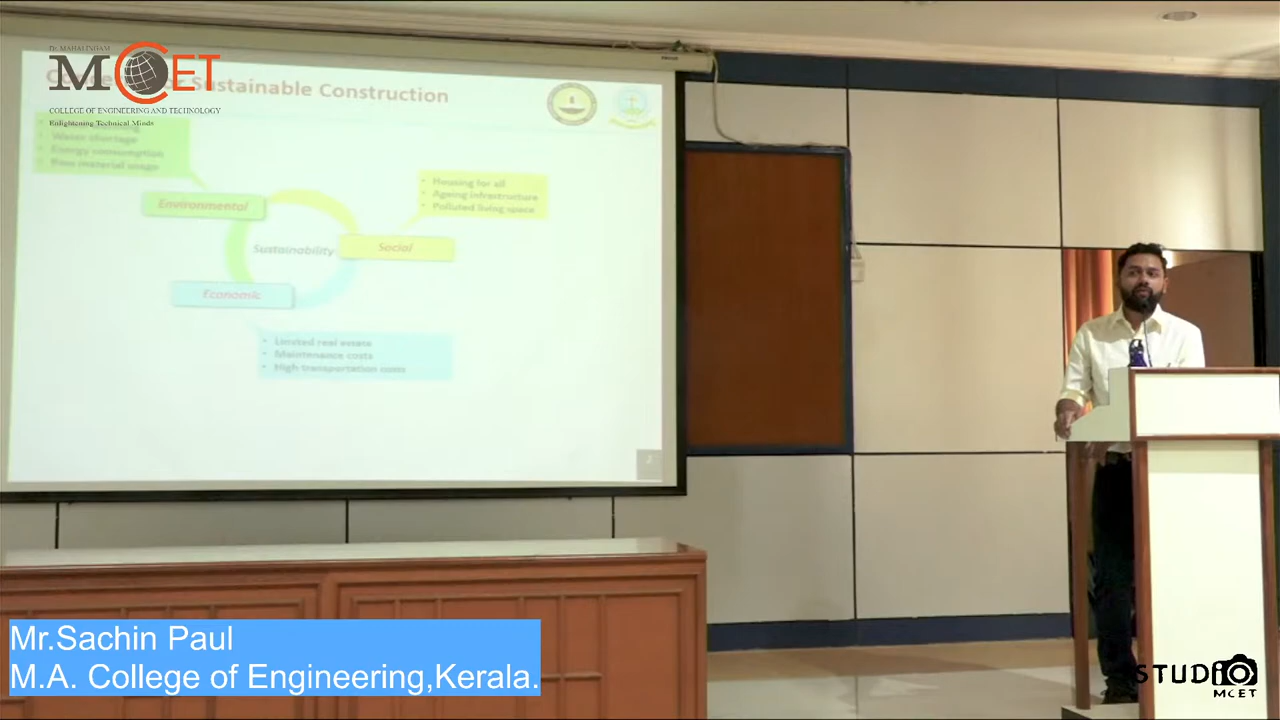 Dr. MAHALINGAM
MCET
COLLEGE OF ENGINEERING AND TECHNOLOGY
Enlightening Technical Minds
Sustainable Construction
Water shortage
Energy consumption
Raw material usage
Environmental
Housing for all
Ageing infrastructure
Polluted living space
Sustainability
Social
Economic
Limited real estate
Maintenance costs
High transportation costs
2
Mr.Sachin Paul
M.A. College of Engineering,Kerala.
STUDIO
MCET